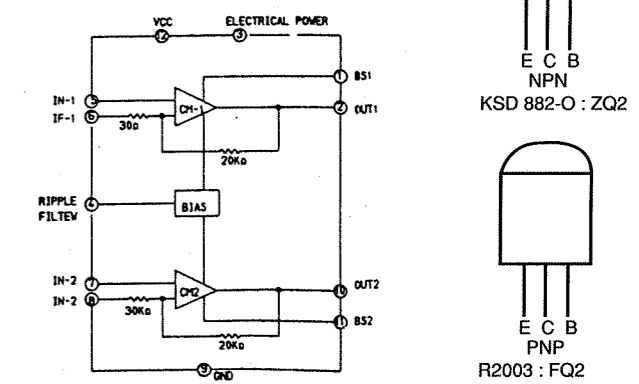 VCC
ELECTRICAL POWER
12
3
1 BS1
IN-1 5
CM-1
2 OUT1
IF-1 6
30Ω
20KΩ
RIPPLE
FILTEW
4
BIAS
IN-2 7
CM2
10 OUT2
IN-2 8
30KΩ
11 BS2
20KΩ
9 GND
E C B
NPN
KSD 882-O : ZQ2
E C B
PNP
R2003 : FQ2